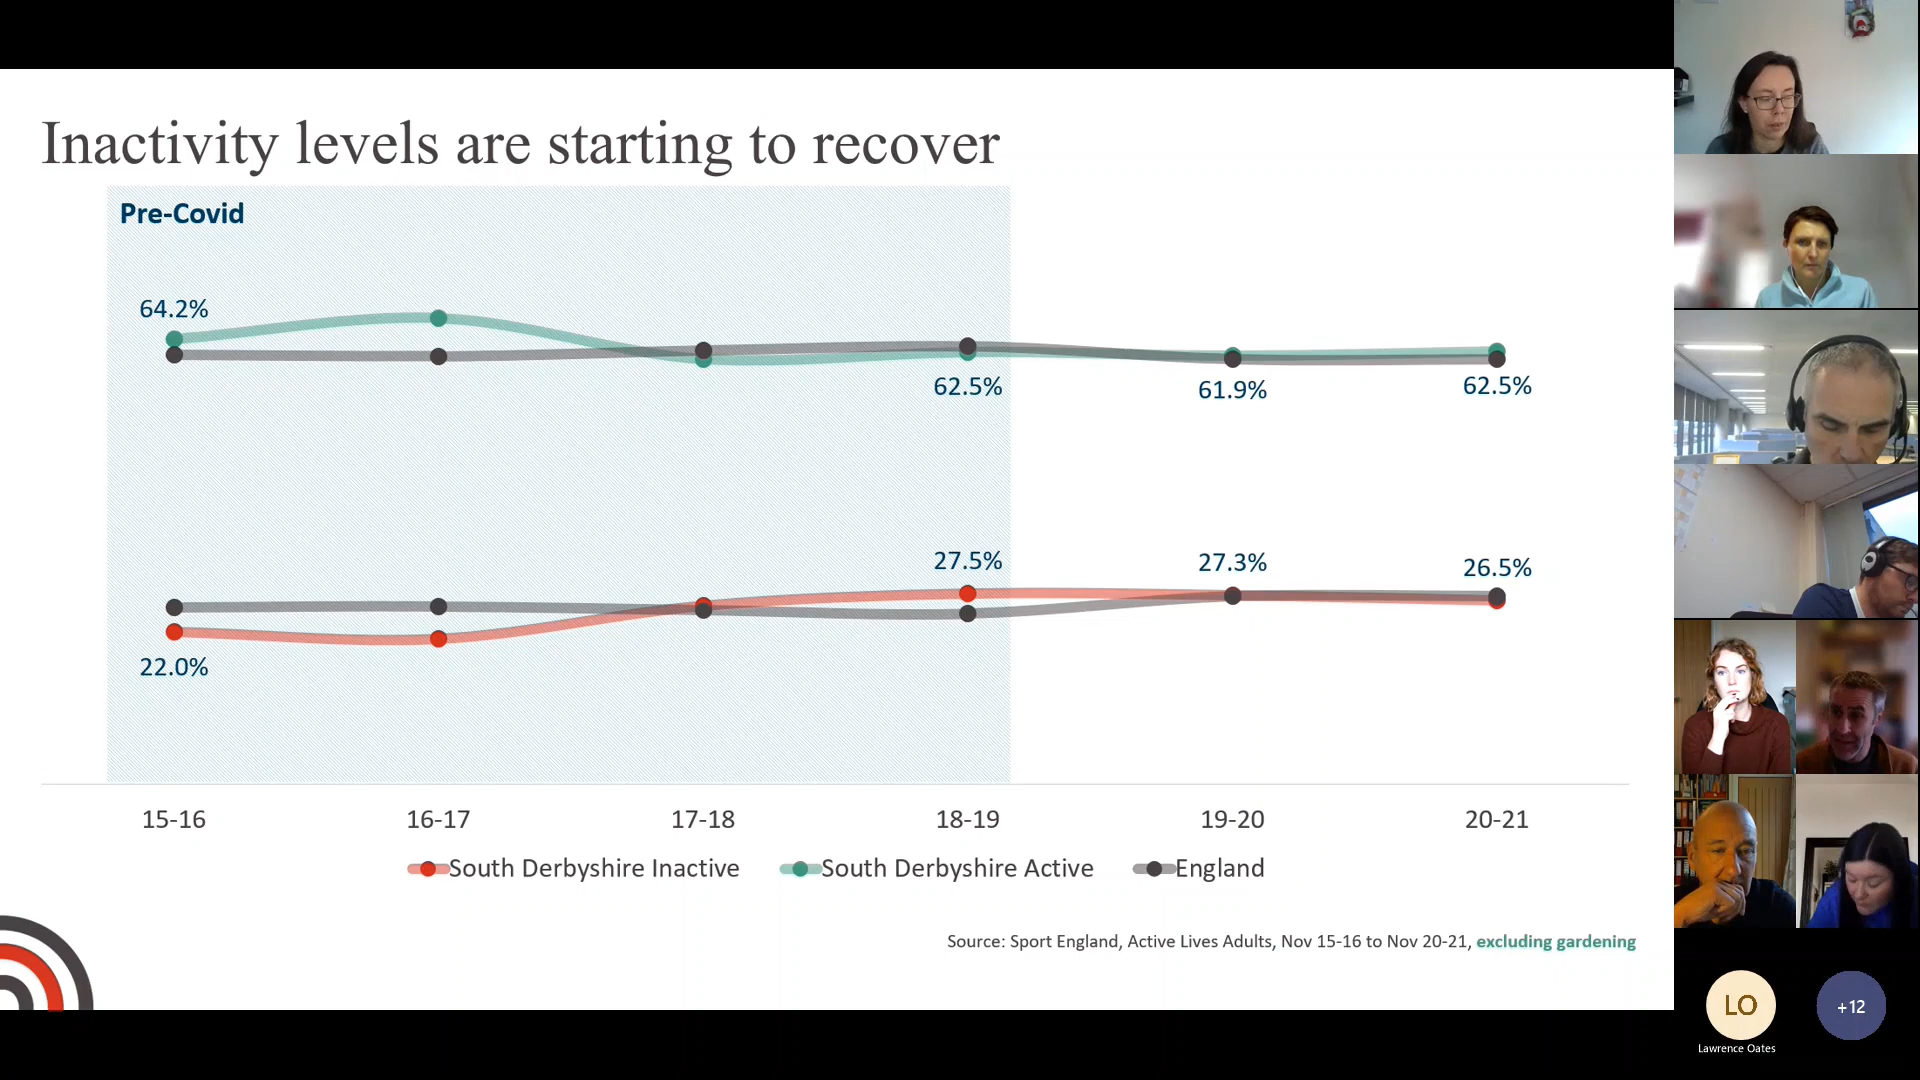 Inactivity levels are starting to recover
Pre-Covid
64.2%
62.5%
61.9%
62.5%
27.5%
27.3%
26.5%
22.0%
15-16
16-17
17-18
18-19
19-20
20-21
South Derbyshire Inactive
South Derbyshire Active
England
Source: Sport England, Active Lives Adults, Nov 15-16 to Nov 20-21, excluding gardening
LO
+12
Lawrence Oates